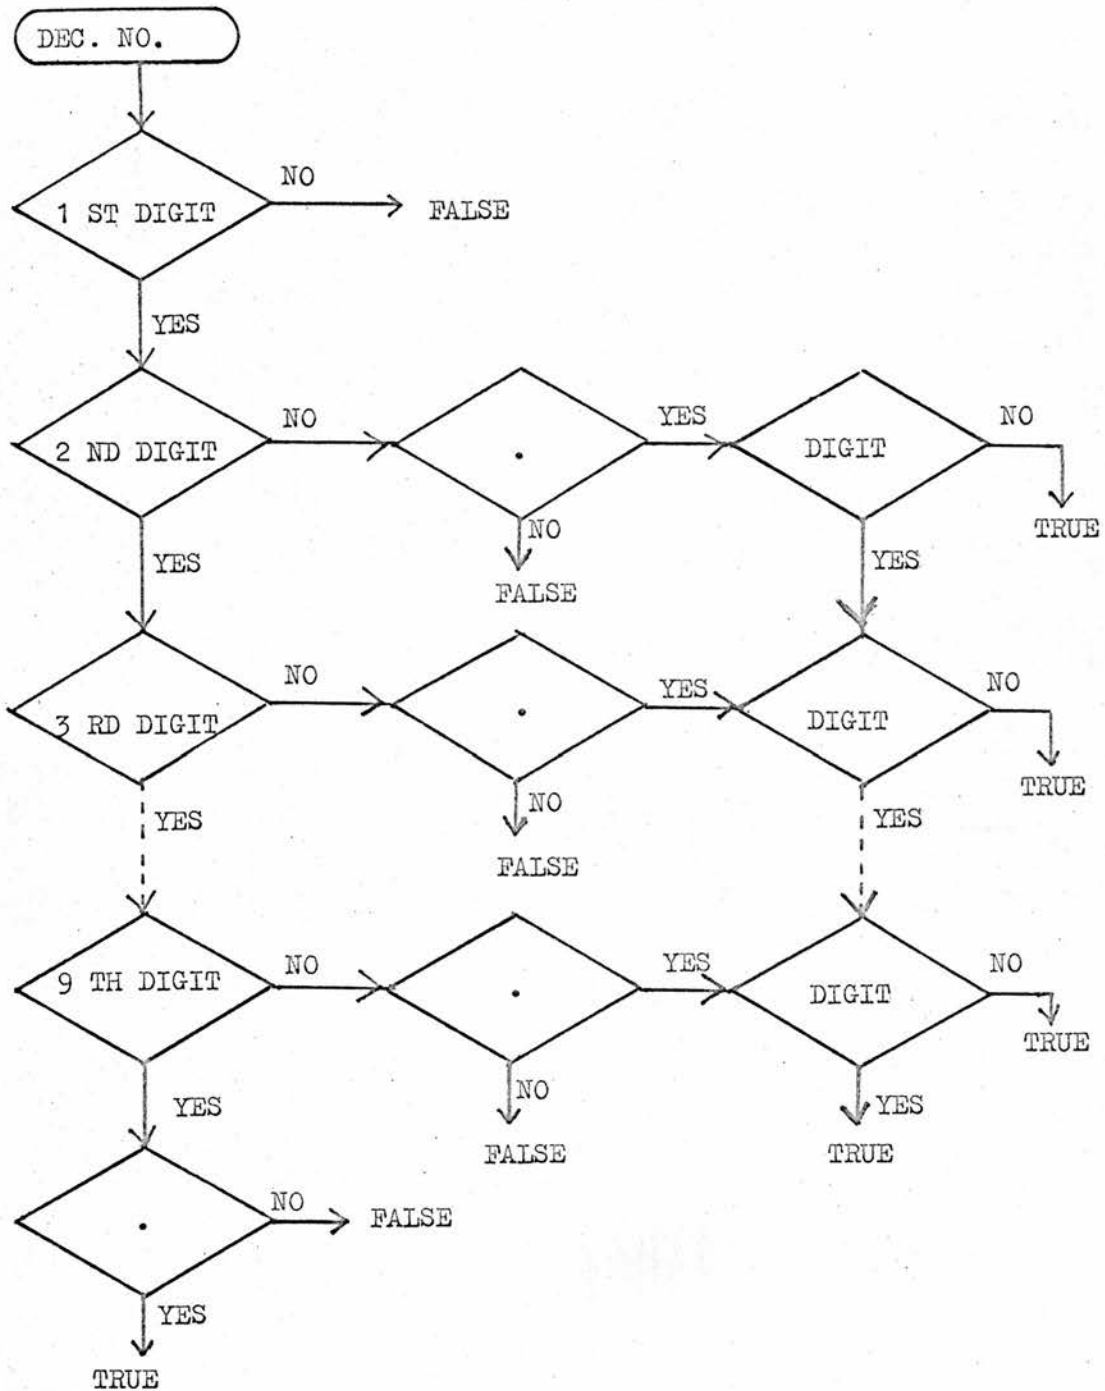 DEC. NO.
NO
1 ST DIGIT
FALSE
YES
NO
YES
NO
2 ND DIGIT
.
DIGIT
NO
TRUE
YES
YES
FALSE
NO
YES
NO
3 RD DIGIT
.
DIGIT
TRUE
NO
YES
YES
FALSE
NO
YES
NO
9 TH DIGIT
.
DIGIT
TRUE
NO
YES
YES
FALSE
TRUE
NO
.
FALSE
YES
TRUE